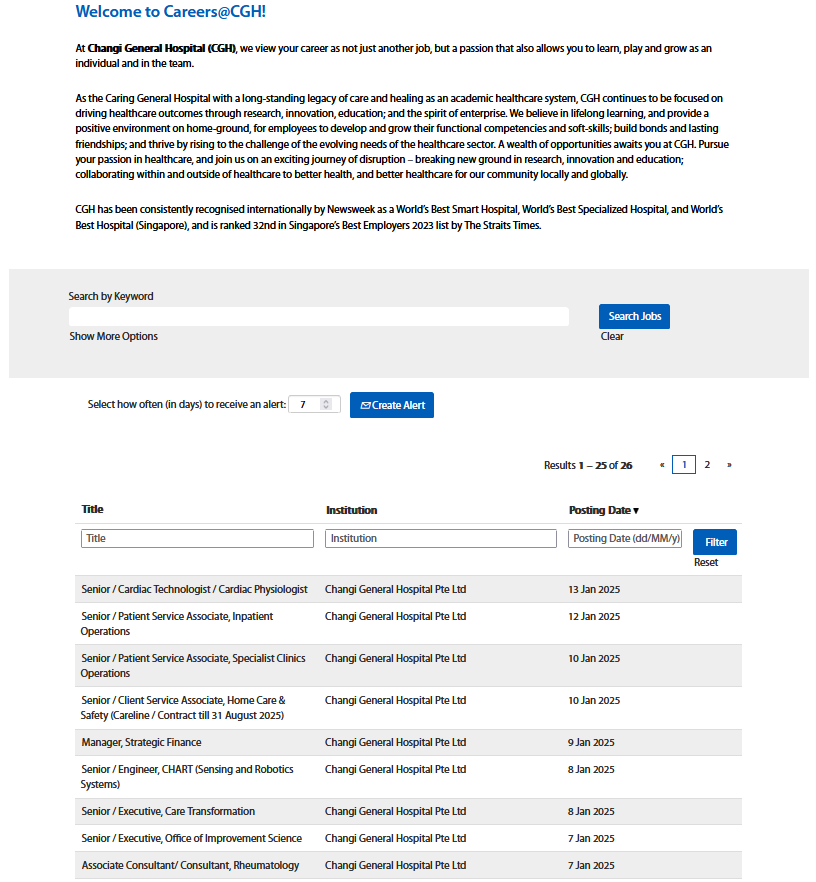 Welcome to Careers@CGH!
At Changi General Hospital (CGH), we view your career as not just another job, but a passion that also allows you to learn, play and grow as an
individual and in the team.
As the Caring General Hospital with a long-standing legacy of care and healing as an academic healthcare system, CGH continues to be focused on
driving healthcare outcomes through research, innovation, education; and the spirit of enterprise. We believe in lifelong learning, and provide a
positive environment on home-ground, for employees to develop and grow their functional competencies and soft-skills; build bonds and lasting
friendships; and thrive by rising to the challenge of the evolving needs of the healthcare sector. A wealth of opportunities awaits you at CGH. Pursue
your passion in healthcare, and join us on an exciting journey of disruption – breaking new ground in research, innovation and education;
collaborating within and outside of healthcare to better health, and better healthcare for our community locally and globally.
CGH has been consistently recognised internationally by Newsweek as a World's Best Smart Hospital, World's Best Specialized Hospital, and World's
Best Hospital (Singapore), and is ranked 32nd in Singapore's Best Employers 2023 list by The Straits Times.
Search by Keyword
Search Jobs
Show More Options
Clear
Select how often (in days) to receive an alert: 7 Create Alert
Results 1 – 25 of 26 « 1 2 »
Title Institution Posting Date ▼
Title Institution Posting Date (dd/MM/y) Filter
Reset
Senior / Cardiac Technologist / Cardiac Physiologist Changi General Hospital Pte Ltd 13 Jan 2025
Senior / Patient Service Associate, Inpatient Changi General Hospital Pte Ltd 12 Jan 2025
Operations
Senior / Patient Service Associate, Specialist Clinics Changi General Hospital Pte Ltd 10 Jan 2025
Operations
Senior / Client Service Associate, Home Care & Changi General Hospital Pte Ltd 10 Jan 2025
Safety (Careline / Contract till 31 August 2025)
Manager, Strategic Finance Changi General Hospital Pte Ltd 9 Jan 2025
Senior / Engineer, CHART (Sensing and Robotics Changi General Hospital Pte Ltd 8 Jan 2025
Systems)
Senior / Executive, Care Transformation Changi General Hospital Pte Ltd 8 Jan 2025
Senior / Executive, Office of Improvement Science Changi General Hospital Pte Ltd 7 Jan 2025
Associate Consultant/ Consultant, Rheumatology Changi General Hospital Pte Ltd 7 Jan 2025